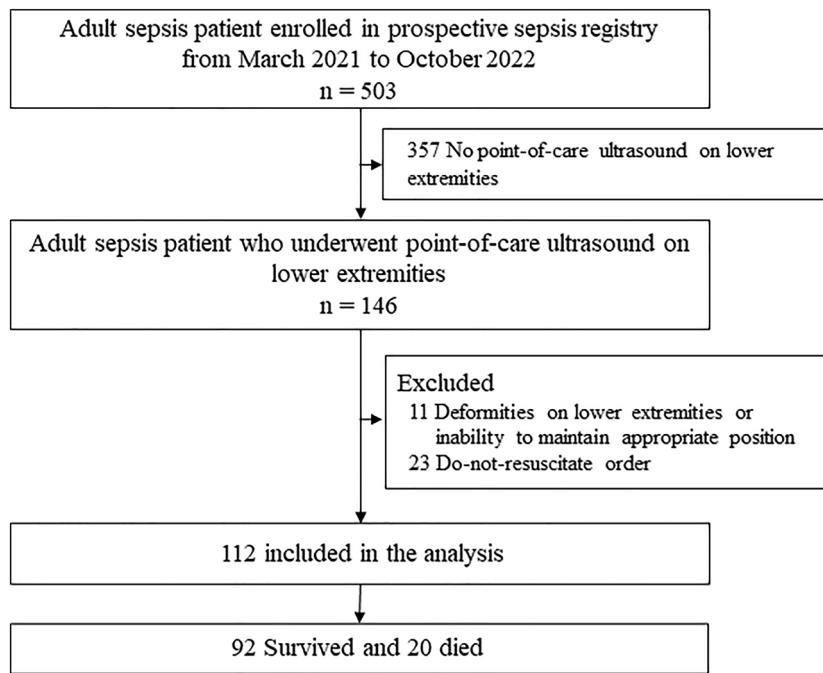 Adult sepsis patient enrolled in prospective sepsis registry
from March 2021 to October 2022
n = 503
357 No point-of-care ultrasound on lower
extremities
Adult sepsis patient who underwent point-of-care ultrasound on
lower extremities
n = 146
Excluded
11 Deformities on lower extremities or
inability to maintain appropriate position
23 Do-not-resuscitate order
112 included in the analysis
92 Survived and 20 died